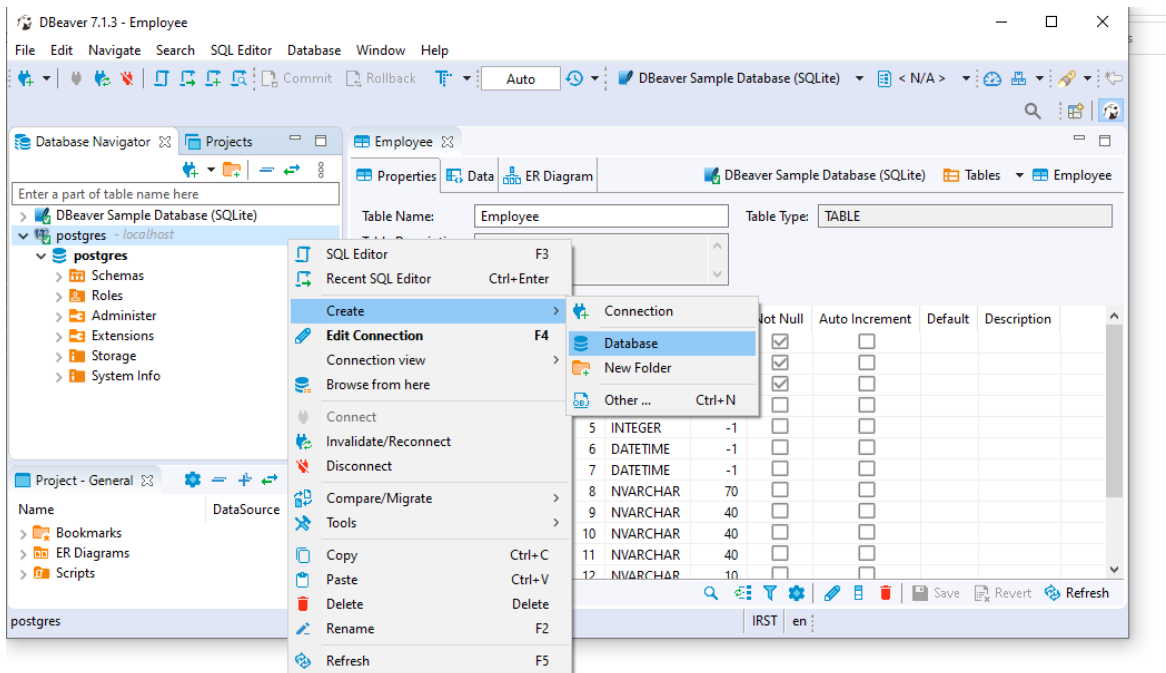 DBeaver 7.1.3 - Employee
File Edit Navigate Search SQL Editor Database Window Help
Commit Rollback Auto DBeaver Sample Database (SQLite) < N/A >
Database Navigator Projects
Enter a part of table name here
DBeaver Sample Database (SQLite)
postgres - localhost
postgres
Schemas
Roles
Administer
Extensions
Storage
System Info
Project - General
Name DataSource
Bookmarks
ER Diagrams
Scripts
Employee
Properties Data ER Diagram DBeaver Sample Database (SQLite) Tables Employee
Table Name: Employee Table Type: TABLE
SQL Editor F3
Recent SQL Editor Ctrl+Enter
Create
Edit Connection F4
Connection view
Browse from here
Connect
Invalidate/Reconnect
Disconnect
Compare/Migrate
Tools
Copy Ctrl+C
Paste Ctrl+V
Delete Delete
Rename F2
Refresh F5
Connection
Database
New Folder
Other ... Ctrl+N
Not Null Auto Increment Default Description
5 INTEGER -1
6 DATETIME -1
7 DATETIME -1
8 NVARCHAR 70
9 NVARCHAR 40
10 NVARCHAR 40
11 NVARCHAR 40
12 NVARCHAR 10
Save Revert Refresh
postgres IRST en